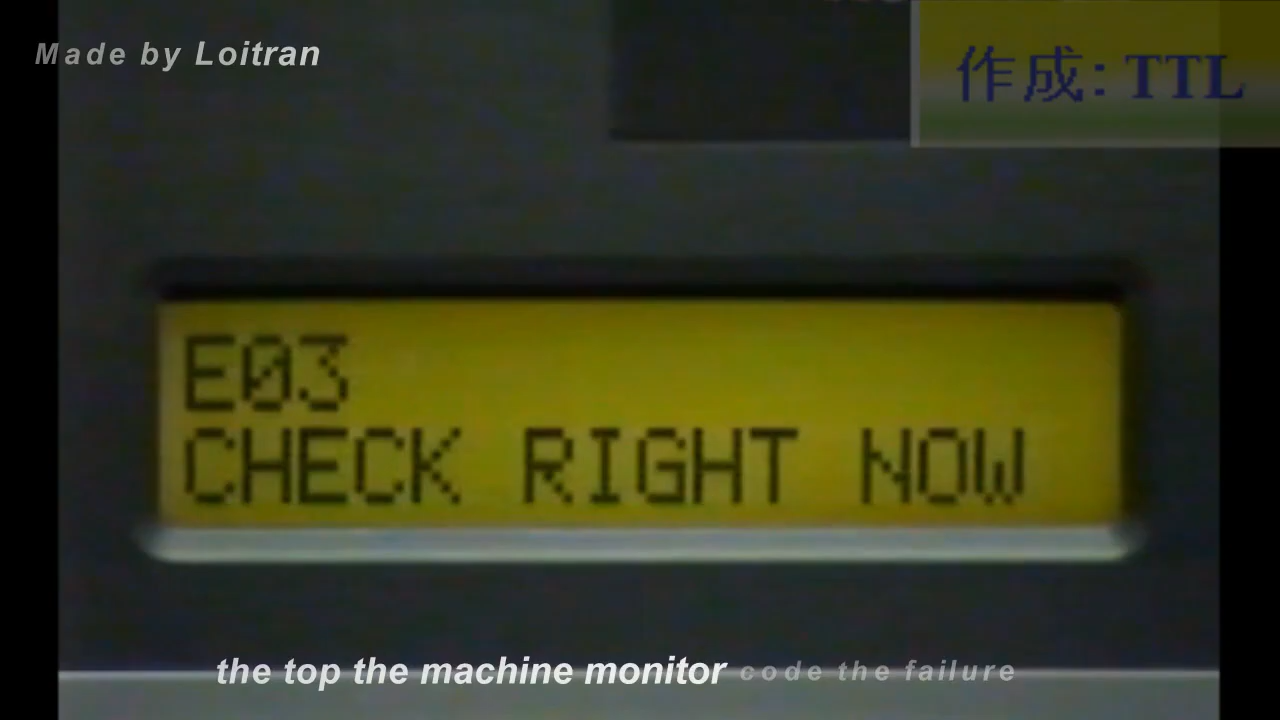 Made by Loitran
作成: TTL
E03
CHECK RIGHT NOW
the top the machine monitor code the failure